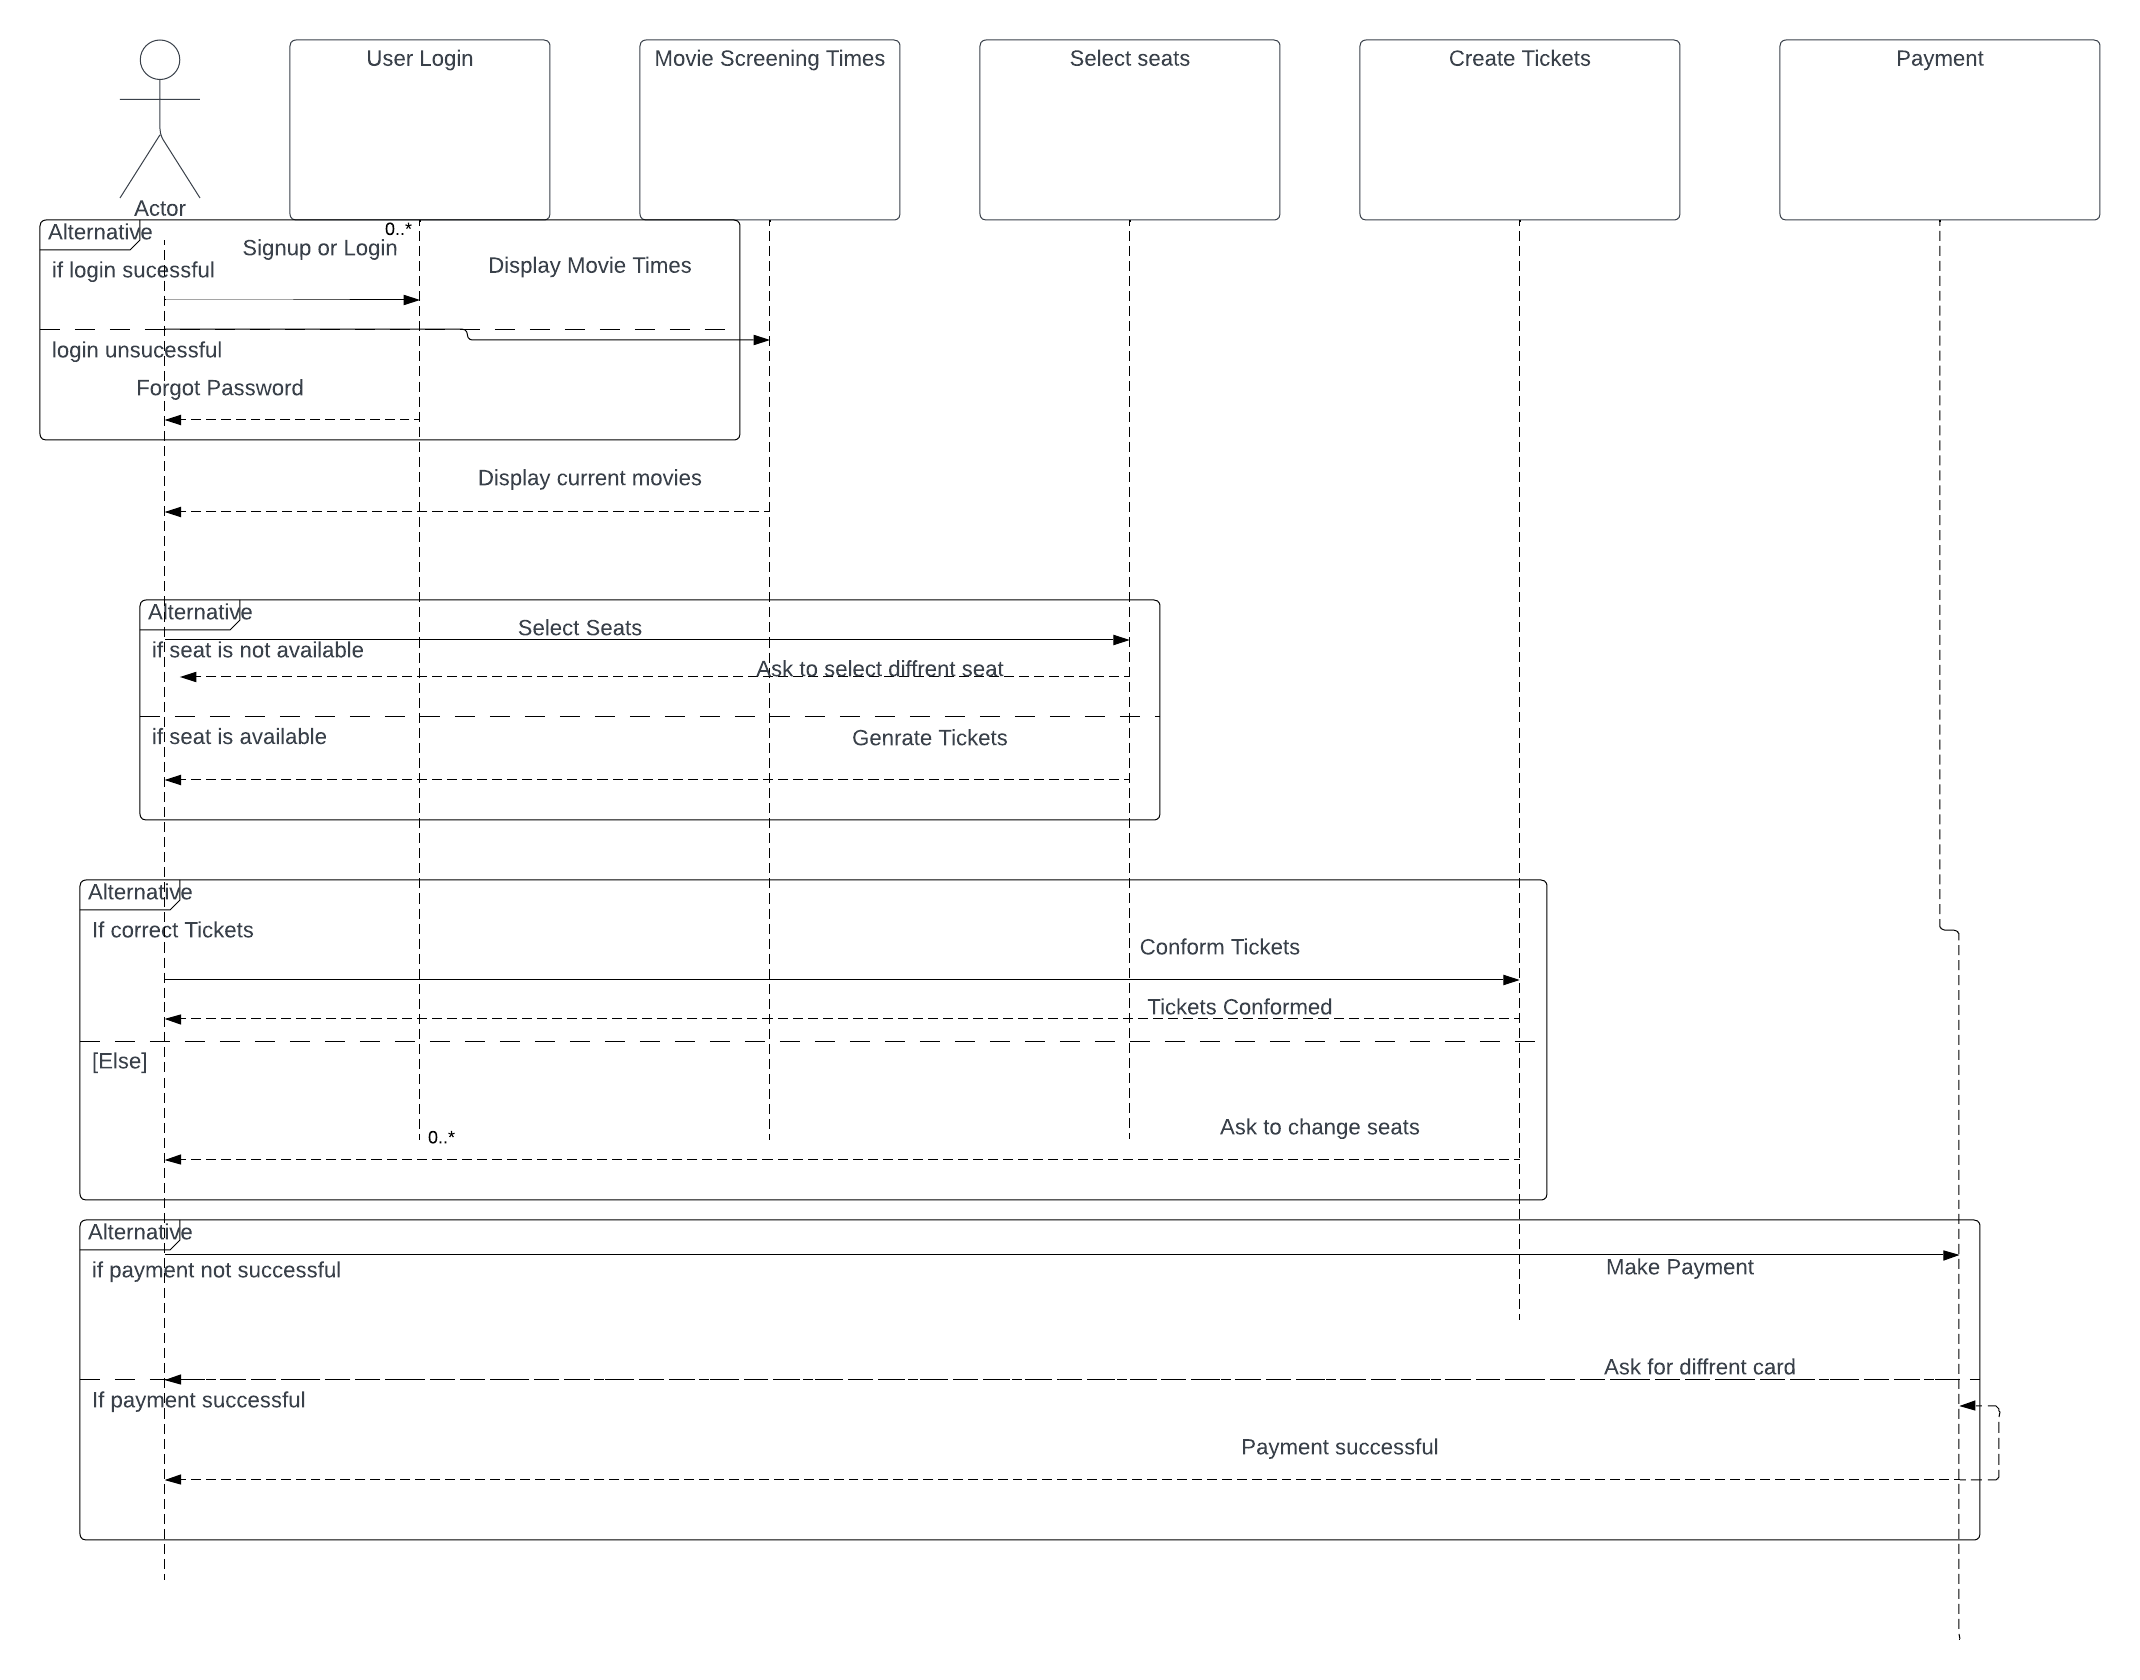 User Login
Movie Screening Times
Select seats
Create Tickets
Payment
Actor
Alternative
0..*
Signup or Login
if login sucessful
Display Movie Times
login unsucessful
Forgot Password
Display current movies
Alternative
Select Seats
if seat is not available
Ask to select diffrent seat
if seat is available
Genrate Tickets
Alternative
If correct Tickets
Conform Tickets
Tickets Conformed
[Else]
Ask to change seats
0..*
Alternative
if payment not successful
Make Payment
Ask for diffrent card
If payment successful
Payment successful